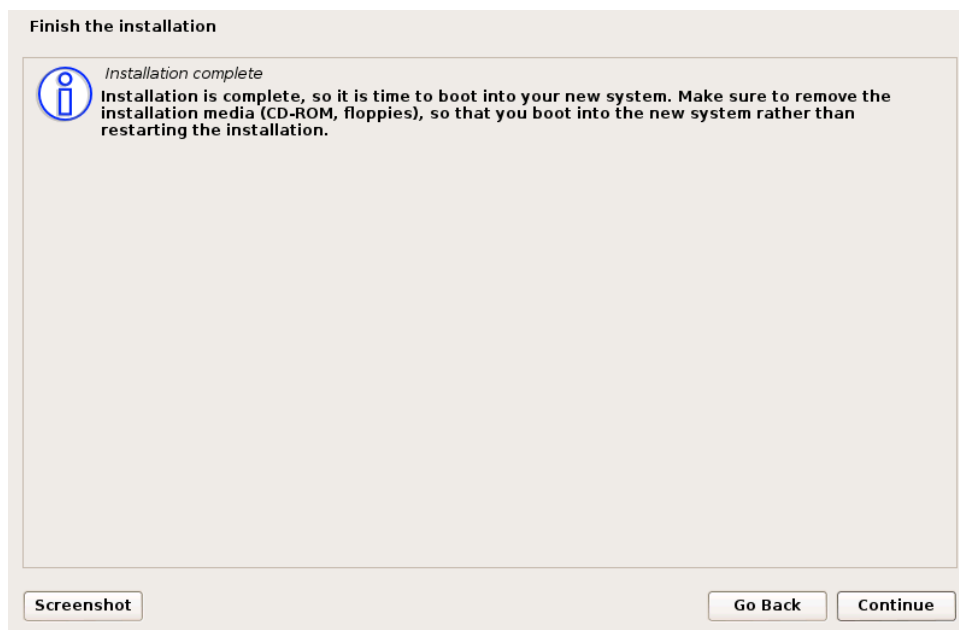 Finish the installation
Installation complete
Installation is complete, so it is time to boot into your new system. Make sure to remove the
installation media (CD-ROM, floppies), so that you boot into the new system rather than
restarting the installation.
Screenshot
Go Back
Continue